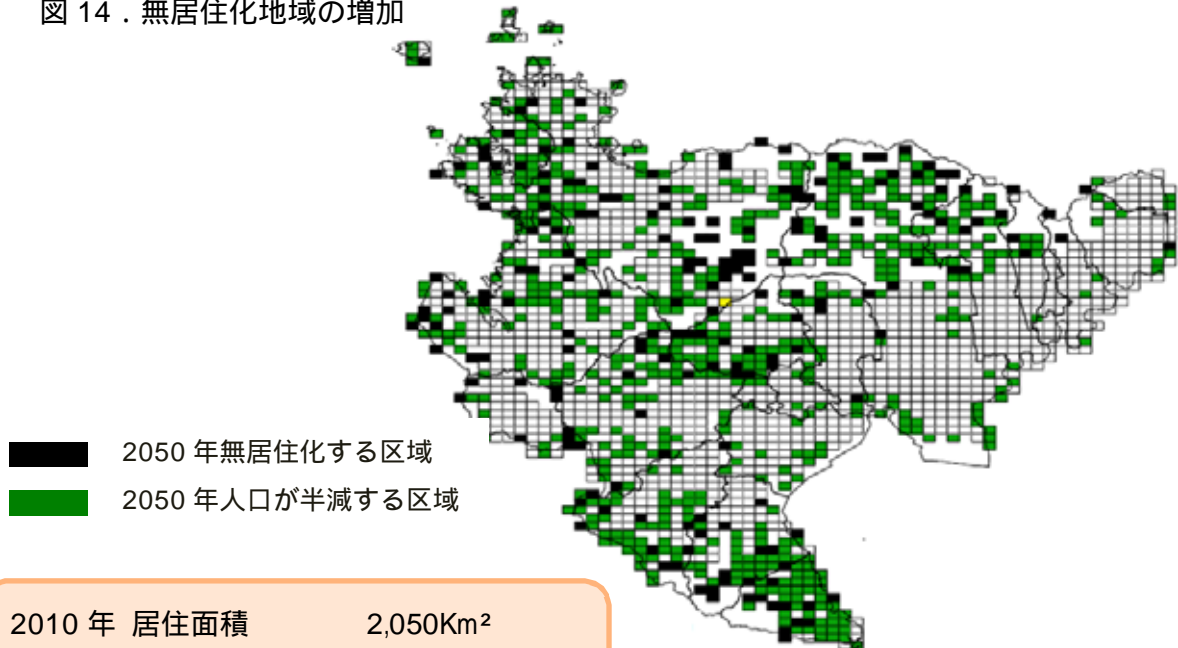 図 14．無居住化地域の増加
2050 年無居住化する区域
2050 年人口が半減する区域
2010 年 居住面積 2,050Km²